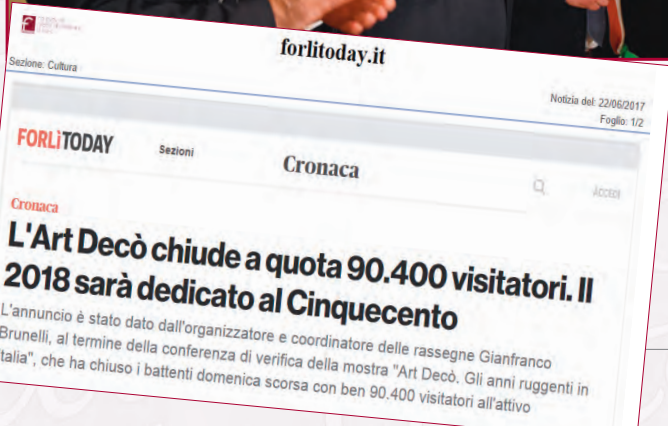 forlitoday.it
Sezione: Cultura
Notizia del: 22/06/2017
Foglio: 1/2
FORLÌTODAY
Sezioni
Cronaca
Accedi
Cronaca
L'Art Decò chiude a quota 90.400 visitatori. Il
2018 sarà dedicato al Cinquecento
L'annuncio è stato dato dall'organizzatore e coordinatore delle rassegne Gianfranco
Brunelli, al termine della conferenza di verifica della mostra "Art Decò. Gli anni ruggenti in
Italia", che ha chiuso i battenti domenica scorsa con ben 90.400 visitatori all'attivo